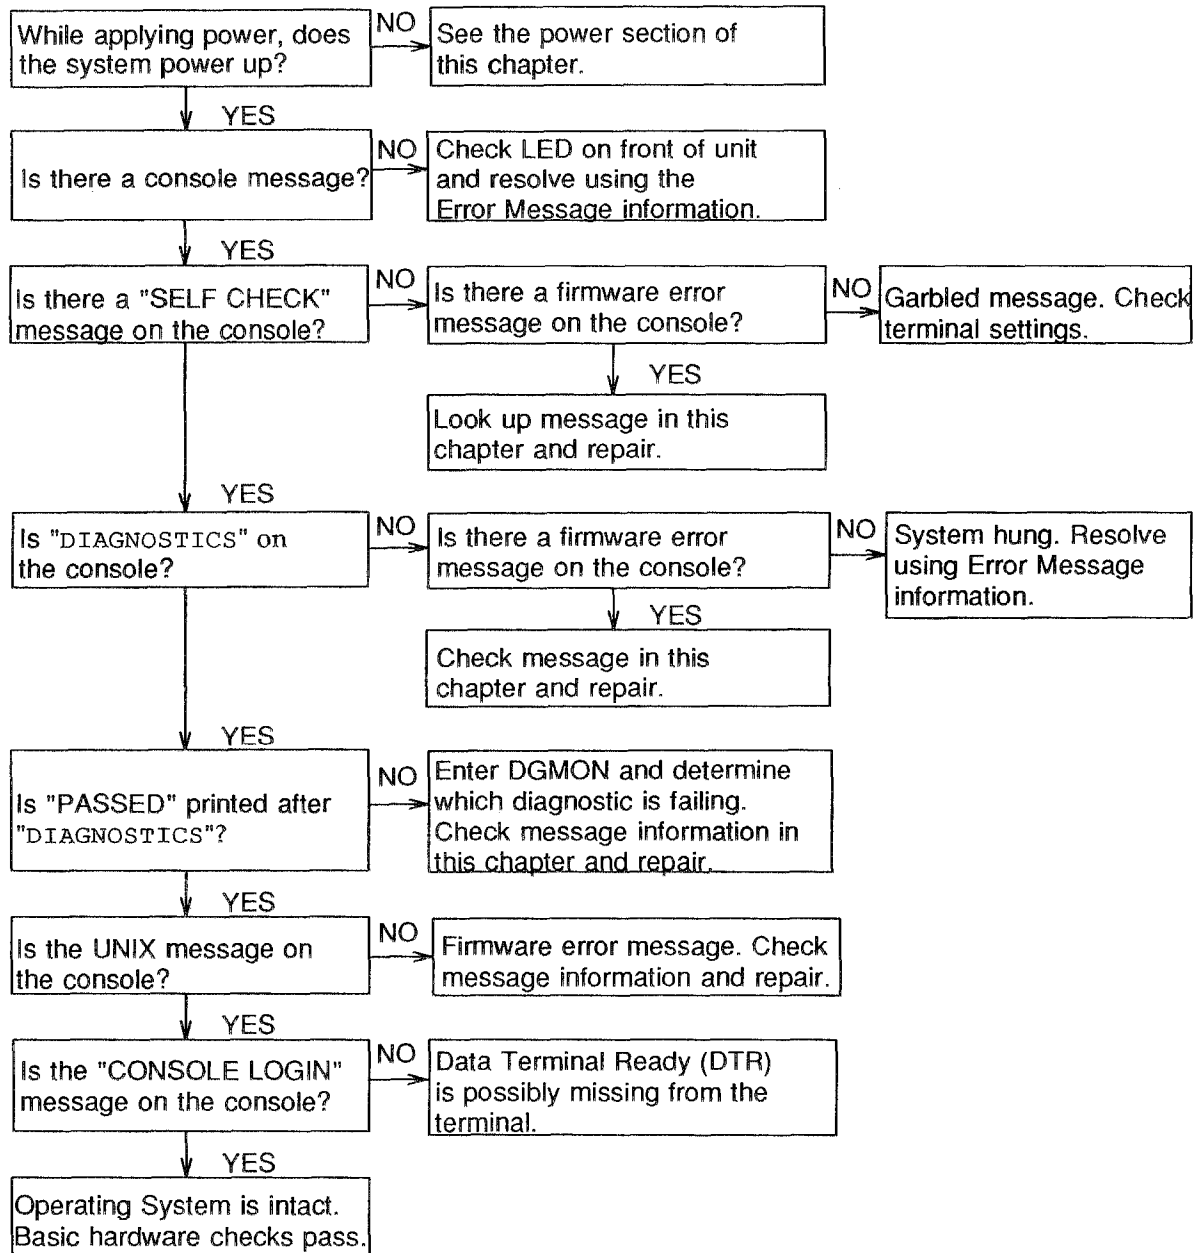 While applying power, does
the system power up?
NO
See the power section of
this chapter.
YES
Is there a console message?
NO
Check LED on front of unit
and resolve using the
Error Message information.
YES
Is there a "SELF CHECK"
message on the console?
NO
Is there a firmware error
message on the console?
NO
Garbled message. Check
terminal settings.
YES
Look up message in this
chapter and repair.
YES
Is "DIAGNOSTICS" on
the console?
NO
Is there a firmware error
message on the console?
NO
System hung. Resolve
using Error Message
information.
YES
Check message in this
chapter and repair.
YES
Is "PASSED" printed after
"DIAGNOSTICS"?
NO
Enter DGMON and determine
which diagnostic is failing.
Check message information in
this chapter and repair.
YES
Is the UNIX message on
the console?
NO
Firmware error message. Check
message information and repair.
YES
Is the "CONSOLE LOGIN"
message on the console?
NO
Data Terminal Ready (DTR)
is possibly missing from the
terminal.
YES
Operating System is intact.
Basic hardware checks pass.